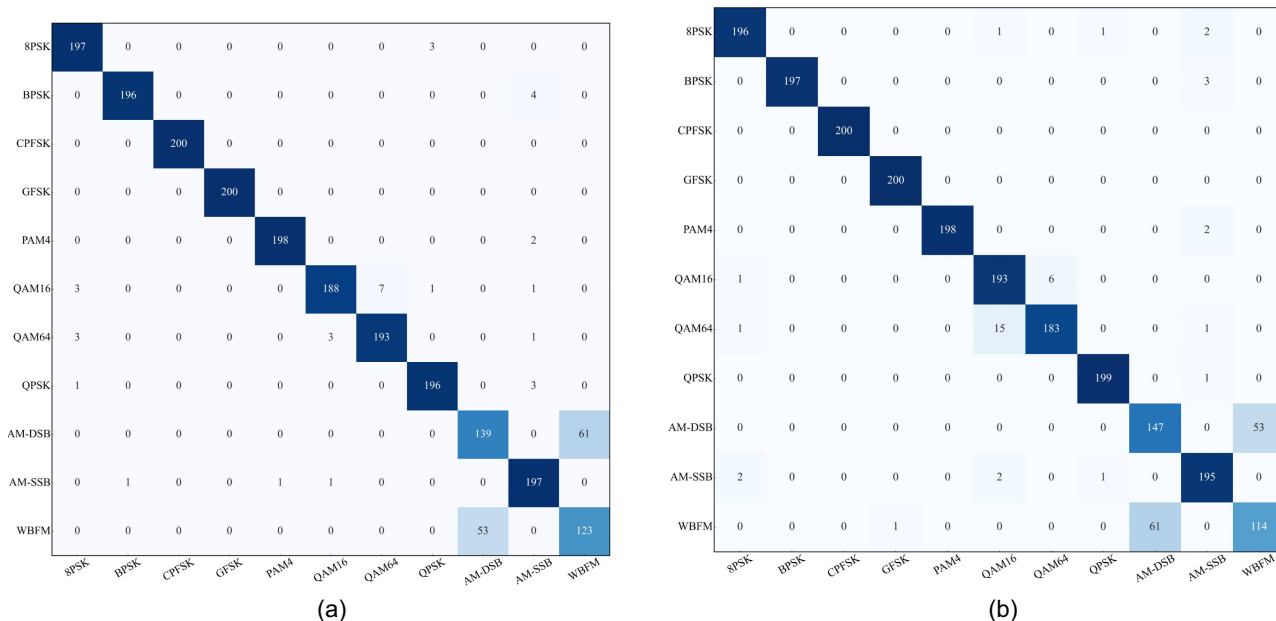 8PSK 197 0 0 0 0 0 0 3 0 0 0
BPSK 0 196 0 0 0 0 0 0 0 4 0
CPFSK 0 0 200 0 0 0 0 0 0 0 0
GFSK 0 0 0 200 0 0 0 0 0 0 0
PAM4 0 0 0 0 198 0 0 0 0 2 0
QAM16 3 0 0 0 0 188 7 1 0 1 0
QAM64 3 0 0 0 0 3 193 0 0 1 0
QPSK 1 0 0 0 0 0 0 196 0 3 0
AM-DSB 0 0 0 0 0 0 0 0 139 0 61
AM-SSB 0 1 0 0 1 1 0 0 0 197 0
WBFM 0 0 0 0 0 0 0 0 53 0 123
8PSK BPSK CPFSK GFSK PAM4 QAM16 QAM64 QPSK AM-DSB AM-SSB WBFM
(a)
8PSK 196 0 0 0 0 1 0 1 0 2 0
BPSK 0 197 0 0 0 0 0 0 0 3 0
CPFSK 0 0 200 0 0 0 0 0 0 0 0
GFSK 0 0 0 200 0 0 0 0 0 0 0
PAM4 0 0 0 0 198 0 0 0 0 2 0
QAM16 1 0 0 0 0 193 6 0 0 0 0
QAM64 1 0 0 0 0 15 183 0 0 1 0
QPSK 0 0 0 0 0 0 0 199 0 1 0
AM-DSB 0 0 0 0 0 0 0 0 147 0 53
AM-SSB 2 0 0 0 0 2 0 1 0 195 0
WBFM 0 0 0 1 0 0 0 0 61 0 114
8PSK BPSK CPFSK GFSK PAM4 QAM16 QAM64 QPSK AM-DSB AM-SSB WBFM
(b)